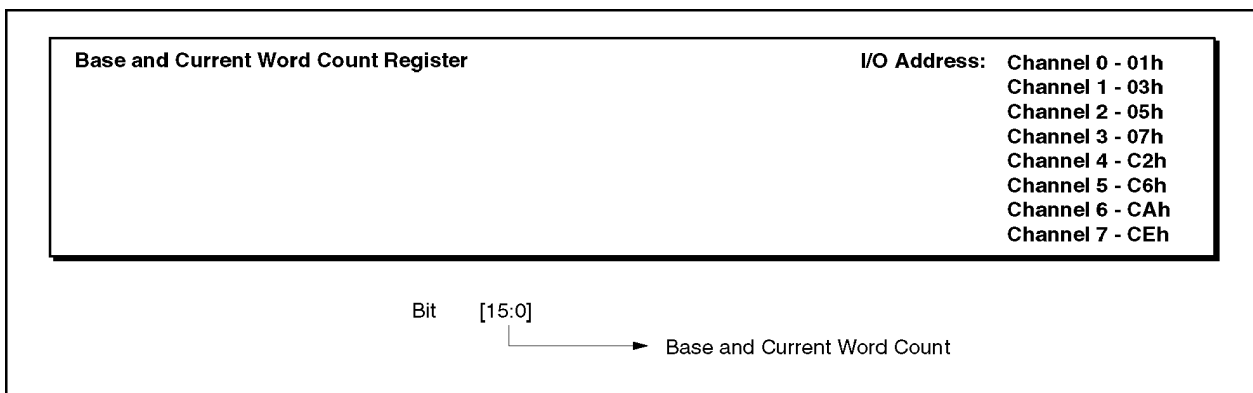 Base and Current Word Count Register I/O Address: Channel 0 - 01h
Channel 1 - 03h
Channel 2 - 05h
Channel 3 - 07h
Channel 4 - C2h
Channel 5 - C6h
Channel 6 - CAh
Channel 7 - CEh
Bit [15:0]
Base and Current Word Count